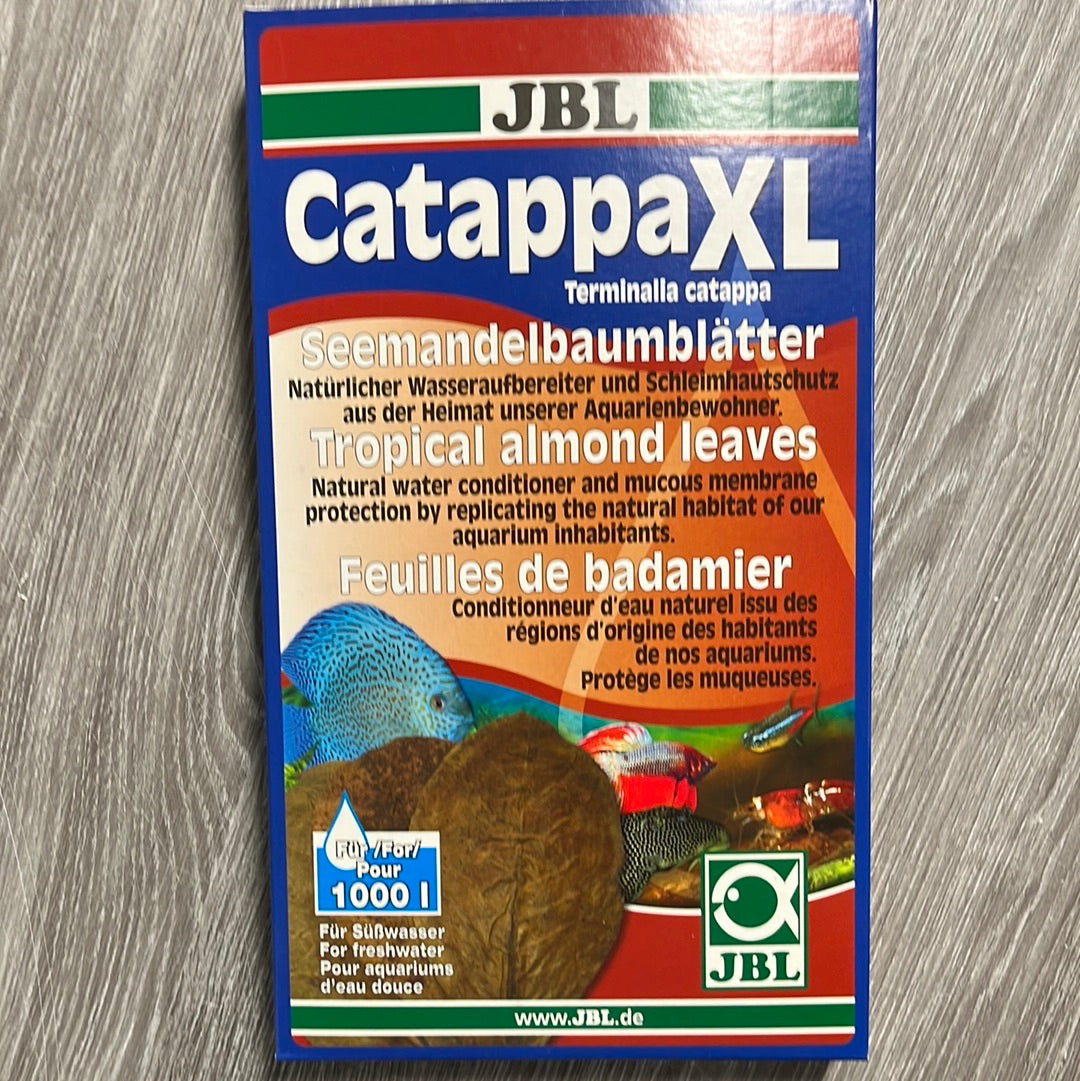 JBL
CatappaXL
Terminalia catappa
Seemandelbaumblätter
Natürlicher Wasseraufbereiter und Schleimhautschutz
aus der Heimat unserer Aquarienbewohner.
Tropical almond leaves
Natural water conditioner and mucous membrane
protection by replicating the natural habitat of our
aquarium inhabitants.
Feuilles de badamier
Conditionneur d'eau naturel issu des
régions d'origine des habitants
de nos aquariums.
Protège les muqueuses.
Für /For/
Pour
1000 l
Für Süßwasser
For freshwater
Pour aquariums
d'eau douce
JBL
www.JBL.de